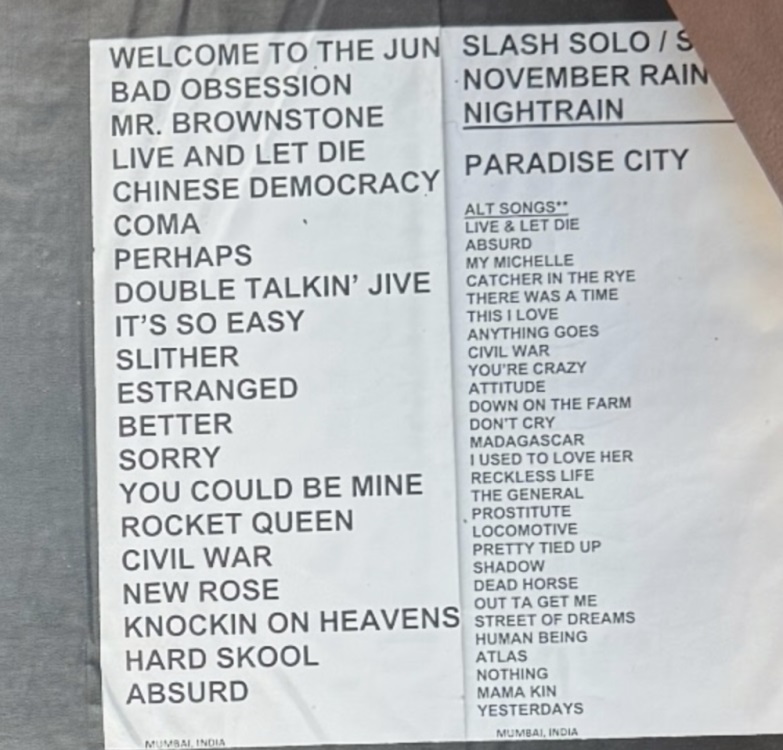 WELCOME TO THE JUN
BAD OBSESSION
MR. BROWNSTONE
LIVE AND LET DIE
CHINESE DEMOCRACY
COMA
PERHAPS
DOUBLE TALKIN' JIVE
IT'S SO EASY
SLITHER
ESTRANGED
BETTER
SORRY
YOU COULD BE MINE
ROCKET QUEEN
CIVIL WAR
NEW ROSE
KNOCKIN ON HEAVENS
HARD SKOOL
ABSURD
MUMBAI, INDIA
SLASH SOLO / S
NOVEMBER RAIN
NIGHTRAIN
PARADISE CITY
ALT SONGS**
LIVE & LET DIE
ABSURD
MY MICHELLE
CATCHER IN THE RYE
THERE WAS A TIME
THIS I LOVE
ANYTHING GOES
CIVIL WAR
YOU'RE CRAZY
ATTITUDE
DOWN ON THE FARM
DON'T CRY
MADAGASCAR
I USED TO LOVE HER
RECKLESS LIFE
THE GENERAL
PROSTITUTE
LOCOMOTIVE
PRETTY TIED UP
SHADOW
DEAD HORSE
OUT TA GET ME
STREET OF DREAMS
HUMAN BEING
ATLAS
NOTHING
MAMA KIN
YESTERDAYS
MUMBAI, INDIA